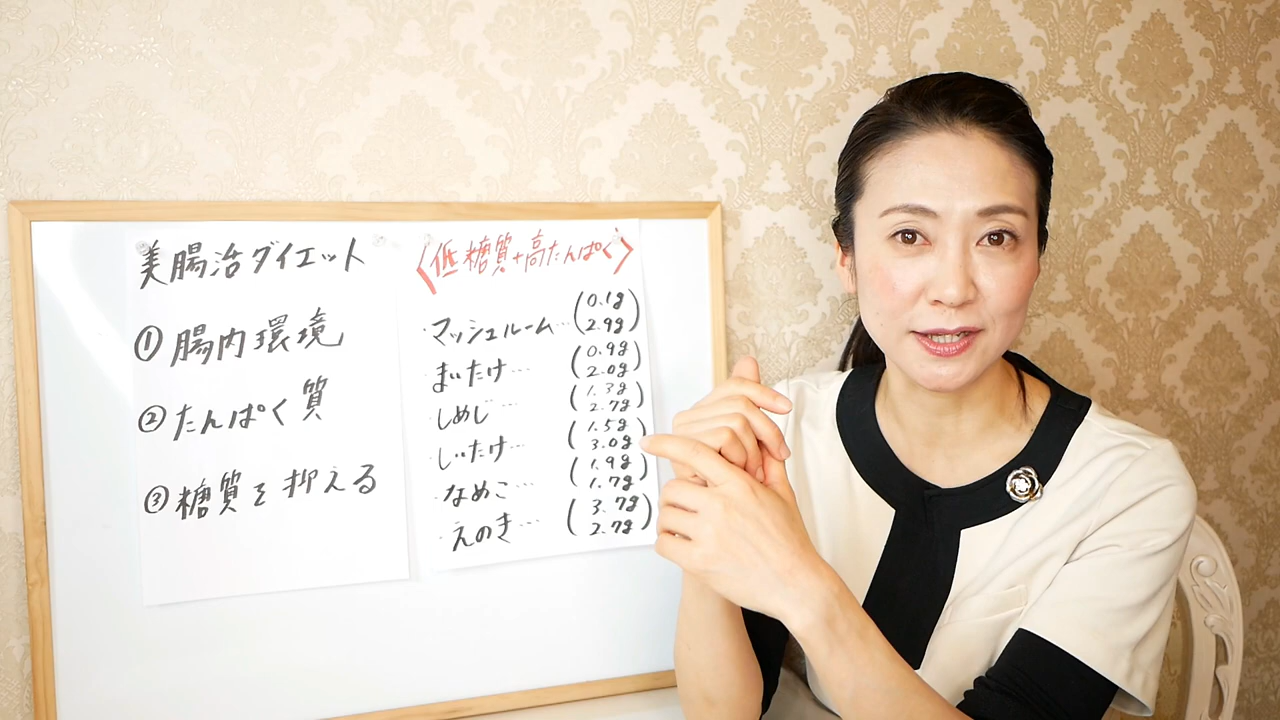 美腸治ダイエット
①腸内環境
②たんぱく質
③糖質を抑える
〈低糖質+高たんぱく〉
・マッシュルーム…(0.1g
2.9g)
・まいたけ…(0.9g
2.0g)
・しめじ…(1.3g
2.7g)
・しいたけ…(1.5g
3.0g)
・なめこ…(1.9g
1.7g)
・えのき…(3.7g
2.7g)